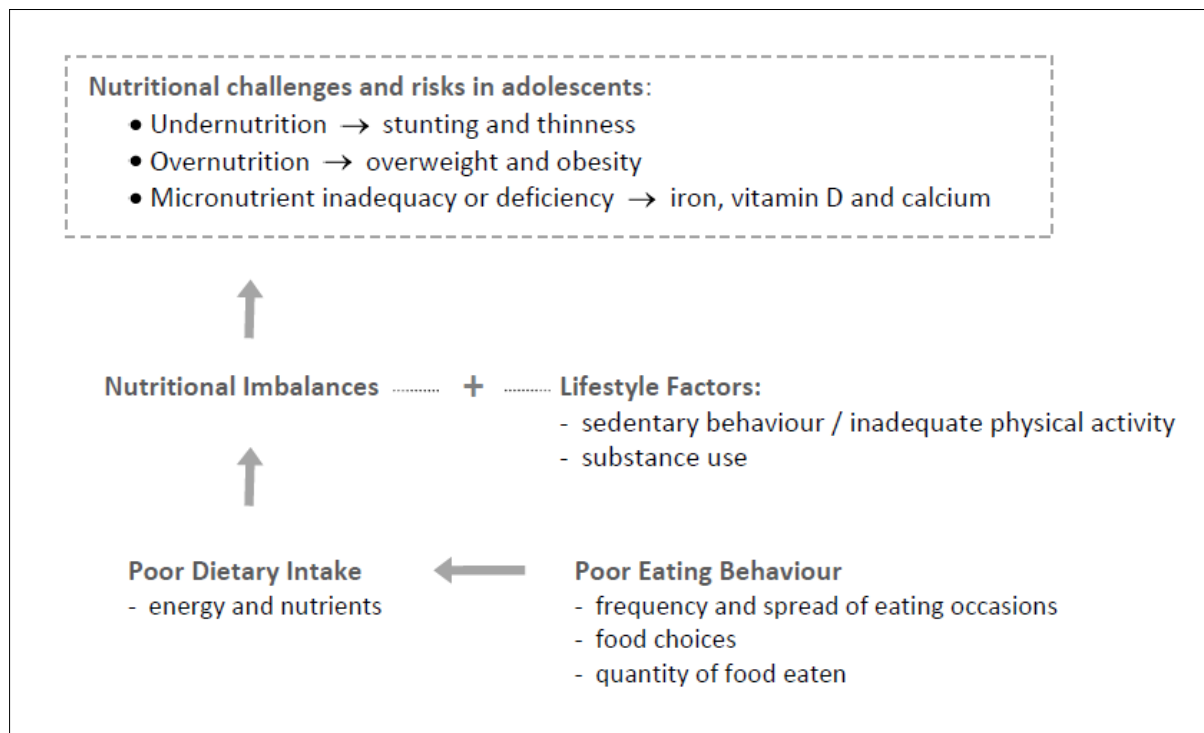 Nutritional challenges and risks in adolescents:
• Undernutrition → stunting and thinness
• Overnutrition → overweight and obesity
• Micronutrient inadequacy or deficiency → iron, vitamin D and calcium
Nutritional Imbalances + Lifestyle Factors:
- sedentary behaviour / inadequate physical activity
- substance use
Poor Dietary Intake
- energy and nutrients
Poor Eating Behaviour
- frequency and spread of eating occasions
- food choices
- quantity of food eaten